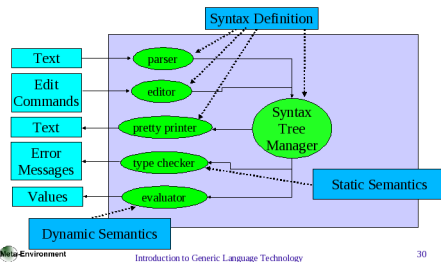 Syntax Definition
Text
parser
Edit
Commands
editor
Syntax
Tree
Manager
Text
pretty printer
Error
Messages
type checker
Static Semantics
Values
evaluator
Dynamic Semantics
Meta-Environment
Introduction to Generic Language Technology
30